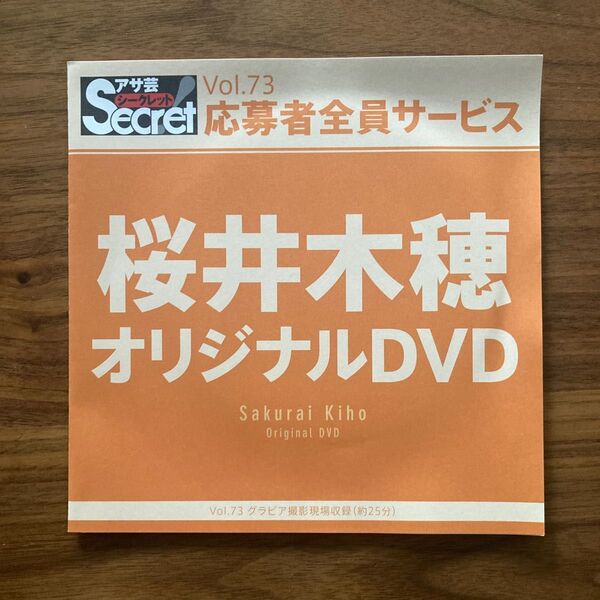 アサ芸
シークレット!
Secret
Vol.73
応募者全員サービス
桜井木穂
オリジナルDVD
Sakurai Kiho
Original DVD
Vol.73 グラビア撮影現場収録(約25分)